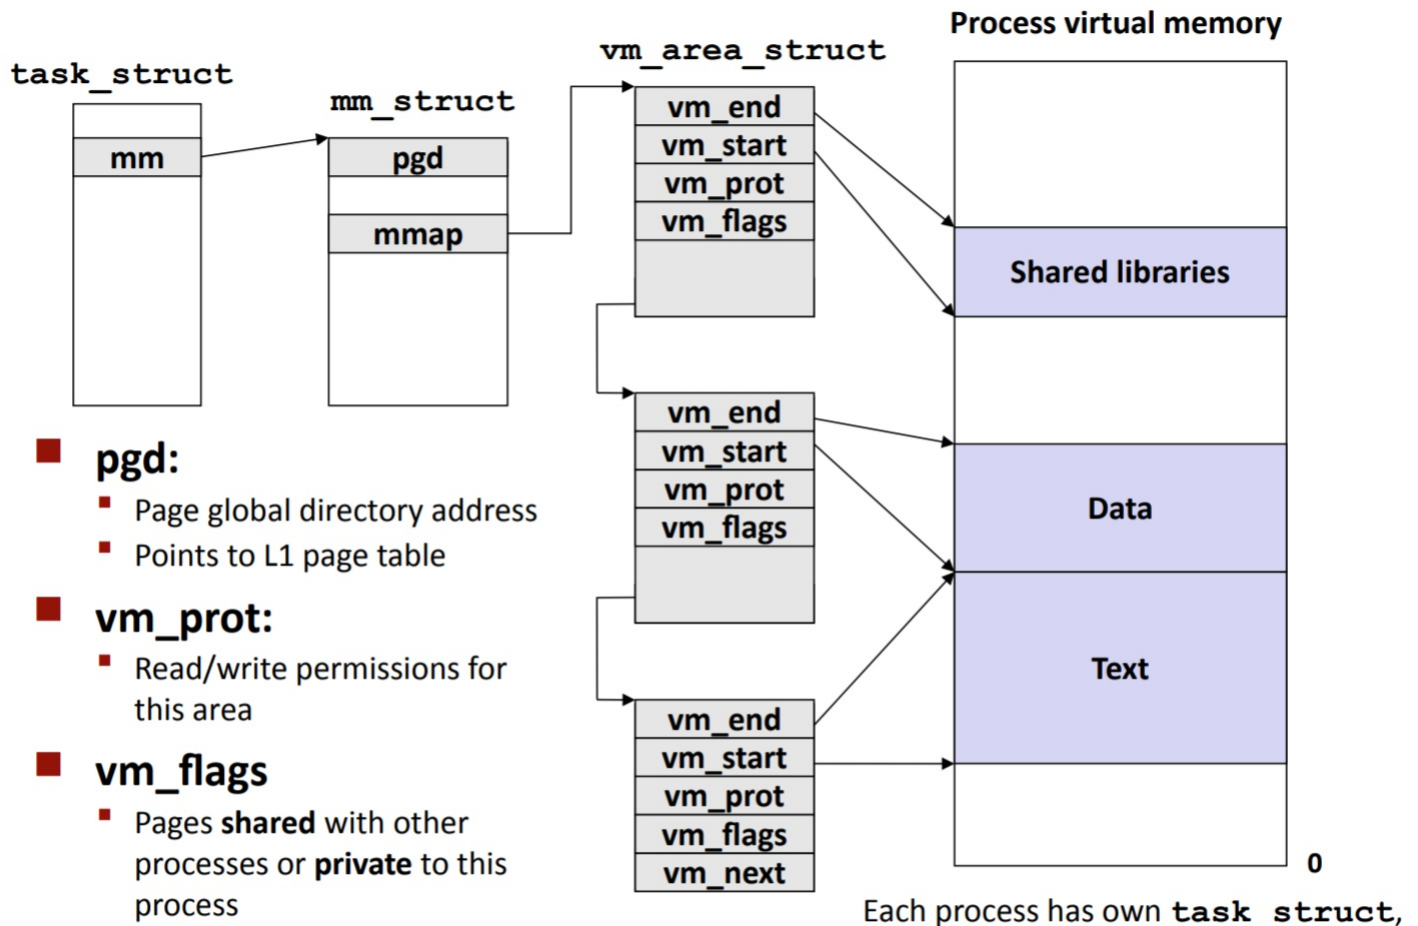 Process virtual memory
vm_area_struct
task_struct
mm_struct
mm
pgd
mmap
vm_end
vm_start
vm_prot
vm_flags
Shared libraries
vm_end
vm_start
vm_prot
vm_flags
Data
Text
vm_end
vm_start
vm_prot
vm_flags
vm_next
0
pgd:
Page global directory address
Points to L1 page table
vm_prot:
Read/write permissions for
this area
vm_flags
Pages shared with other
processes or private to this
process
Each process has own task struct,